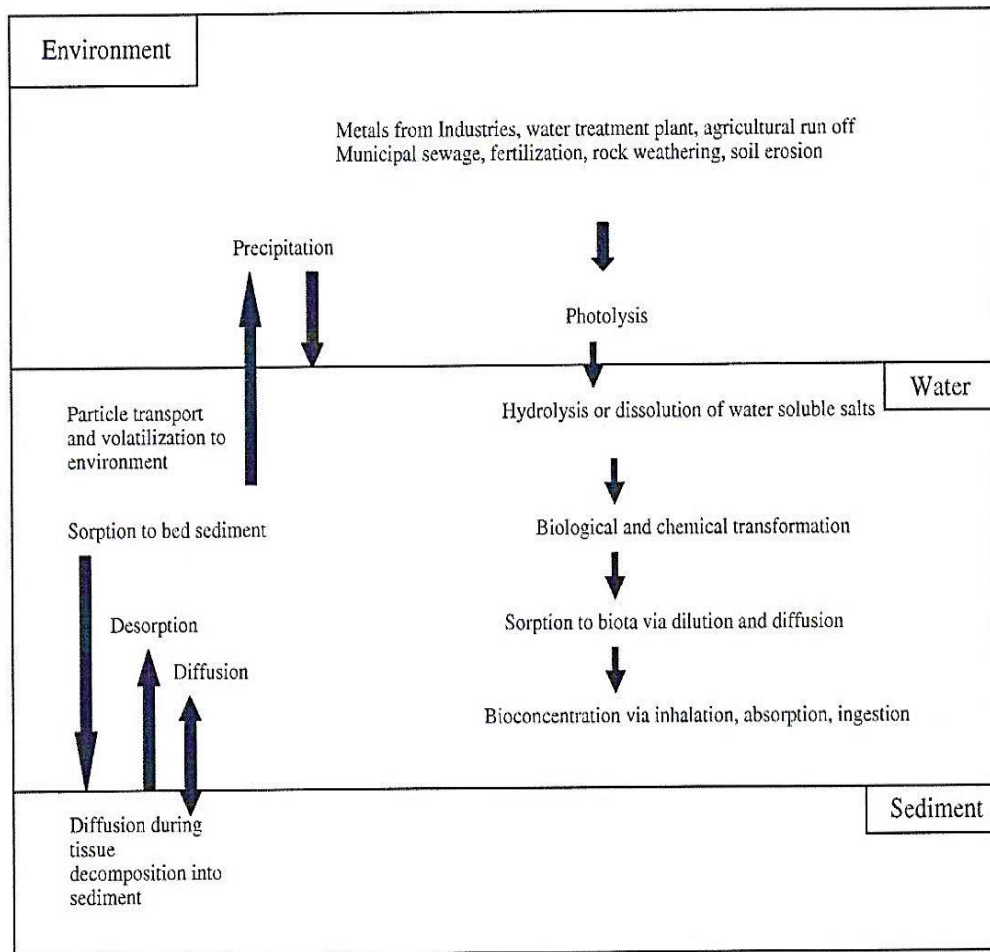 Environment
Metals from Industries, water treatment plant, agricultural run off
Municipal sewage, fertilization, rock weathering, soil erosion
Precipitation
Photolysis
Water
Particle transport
and volatilization to
environment
Hydrolysis or dissolution of water soluble salts
Sorption to bed sediment
Biological and chemical transformation
Desorption
Sorption to biota via dilution and diffusion
Diffusion
Bioconcentration via inhalation, absorption, ingestion
Sediment
Diffusion during
tissue
decomposition into
sediment